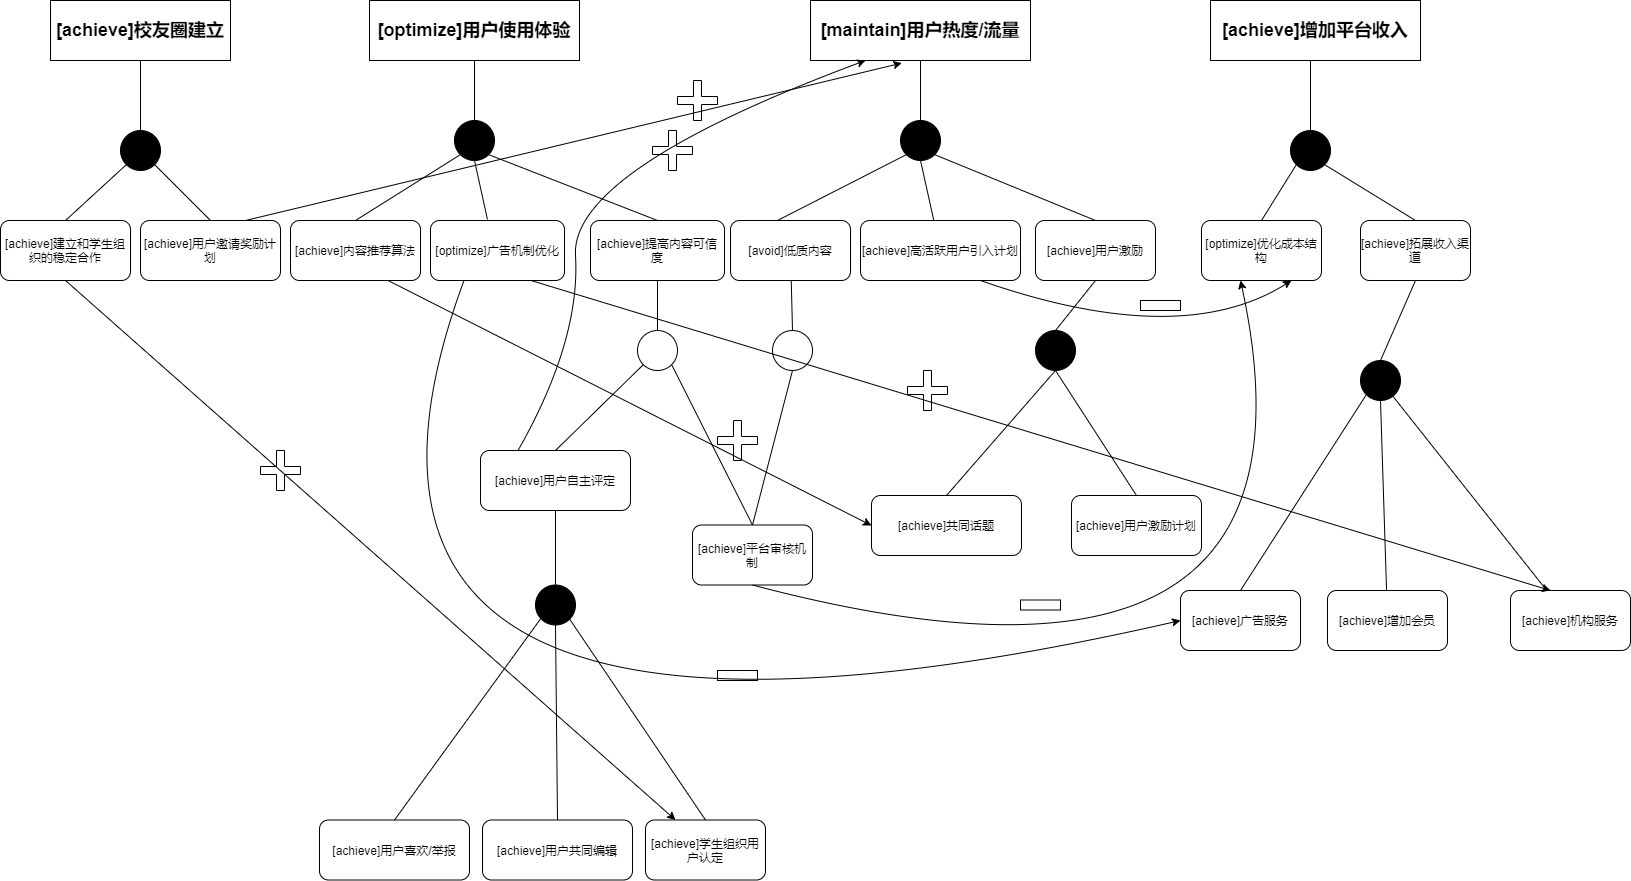 [achieve]校友圈建立
[optimize]用户使用体验
[maintain]用户热度/流量
[achieve]增加平台收入
[achieve]建立和学生组
织的稳定合作
[achieve]用户邀请奖励计
划
[achieve]内容推荐算法
[optimize]广告机制优化
[achieve]提高内容可信
度
[avoid]低质内容
[achieve]高活跃用户引入计划
[achieve]用户激励
[optimize]优化成本结
构
[achieve]拓展收入渠
道
[achieve]用户自主评定
[achieve]平台审核机
制
[achieve]共同话题
[achieve]用户激励计划
[achieve]广告服务
[achieve]增加会员
[achieve]机构服务
[achieve]用户喜欢/举报
[achieve]用户共同编辑
[achieve]学生组织用
户认定